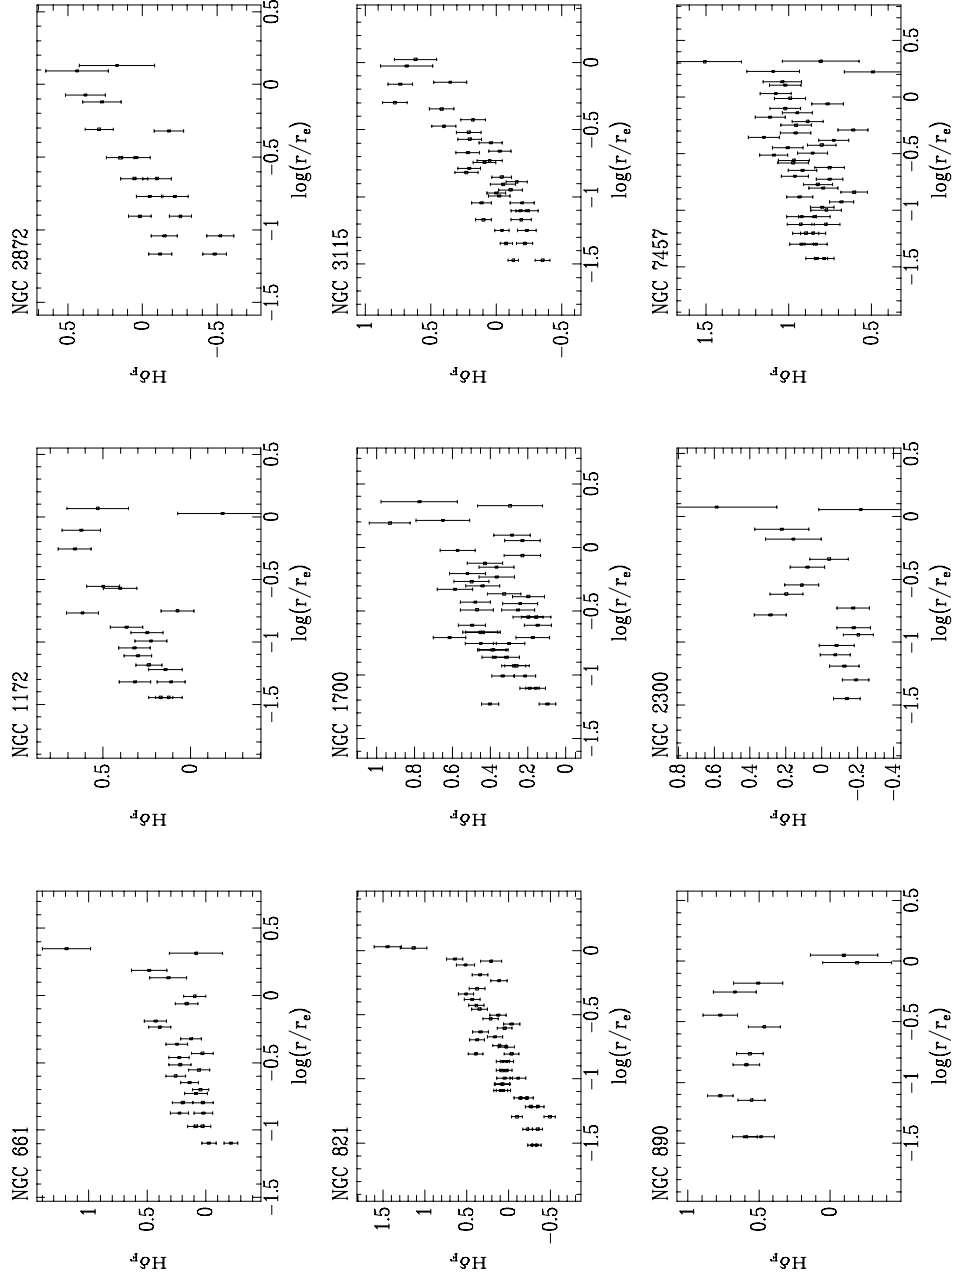 NGC 661
1
0.5
0
Hδ_F
−1.5 −1 −0.5 0 0.5
log(r/r_e)
NGC 1172
0.5
0
Hδ_F
−1.5 −1 −0.5 0 0.5
log(r/r_e)
NGC 2872
0.5
0
−0.5
Hδ_F
−1.5 −1 −0.5 0 0.5
log(r/r_e)
NGC 821
1.5
1
0.5
0
−0.5
Hδ_F
−1.5 −1 −0.5 0
log(r/r_e)
NGC 1700
1
0.8
0.6
0.4
0.2
0
Hδ_F
−1.5 −1 −0.5 0 0.5
log(r/r_e)
NGC 3115
1
0.5
0
−0.5
Hδ_F
−1.5 −1 −0.5 0
log(r/r_e)
NGC 890
1
0.5
0
Hδ_F
−1.5 −1 −0.5 0 0.5
log(r/r_e)
NGC 2300
0.8
0.6
0.4
0.2
0
−0.2
−0.4
Hδ_F
−1.5 −1 −0.5 0 0.5
log(r/r_e)
NGC 7457
1.5
1
0.5
Hδ_F
−1.5 −1 −0.5 0 0.5
log(r/r_e)